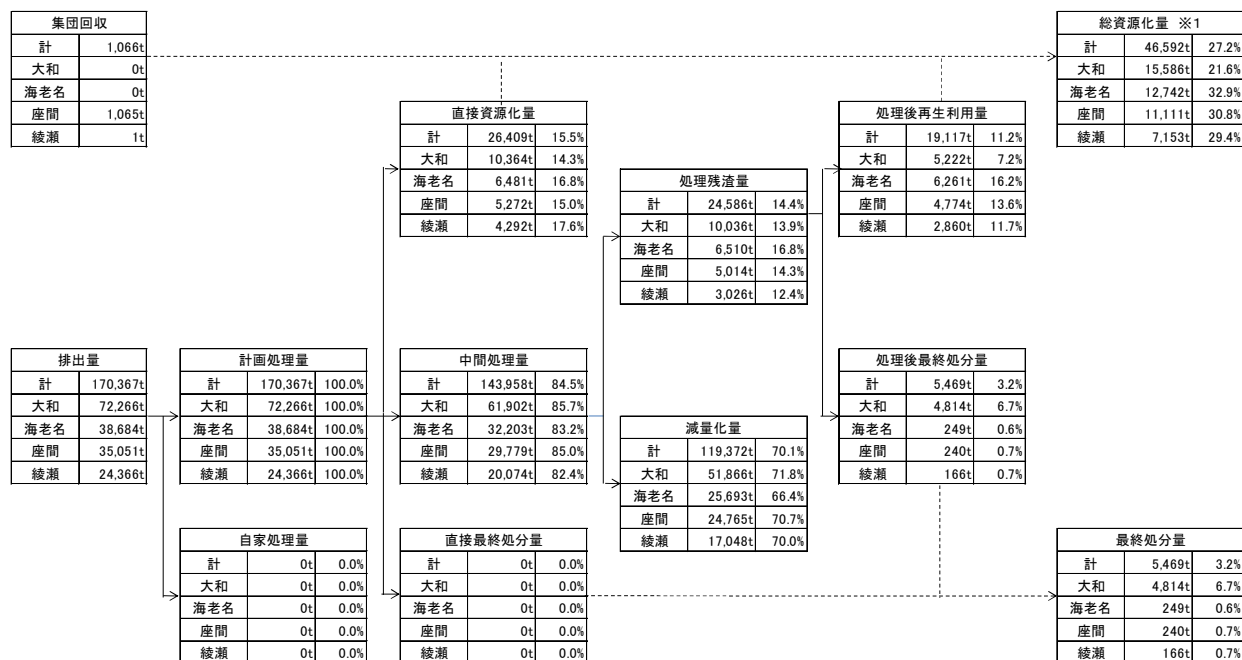 集団回収
計 1,066t
大和 0t
海老名 0t
座間 1,065t
綾瀬 1t
総資源化量 ※1
計 46,592t 27.2%
大和 15,586t 21.6%
海老名 12,742t 32.9%
座間 11,111t 30.8%
綾瀬 7,153t 29.4%
直接資源化量
計 26,409t 15.5%
大和 10,364t 14.3%
海老名 6,481t 16.8%
座間 5,272t 15.0%
綾瀬 4,292t 17.6%
処理後再生利用量
計 19,117t 11.2%
大和 5,222t 7.2%
海老名 6,261t 16.2%
座間 4,774t 13.6%
綾瀬 2,860t 11.7%
処理残渣量
計 24,586t 14.4%
大和 10,036t 13.9%
海老名 6,510t 16.8%
座間 5,014t 14.3%
綾瀬 3,026t 12.4%
排出量
計 170,367t
大和 72,266t
海老名 38,684t
座間 35,051t
綾瀬 24,366t
計画処理量
計 170,367t 100.0%
大和 72,266t 100.0%
海老名 38,684t 100.0%
座間 35,051t 100.0%
綾瀬 24,366t 100.0%
中間処理量
計 143,958t 84.5%
大和 61,902t 85.7%
海老名 32,203t 83.2%
座間 29,779t 85.0%
綾瀬 20,074t 82.4%
減量化量
計 119,372t 70.1%
大和 51,866t 71.8%
海老名 25,693t 66.4%
座間 24,765t 70.7%
綾瀬 17,048t 70.0%
処理後最終処分量
計 5,469t 3.2%
大和 4,814t 6.7%
海老名 249t 0.6%
座間 240t 0.7%
綾瀬 166t 0.7%
自家処理量
計 0t 0.0%
大和 0t 0.0%
海老名 0t 0.0%
座間 0t 0.0%
綾瀬 0t 0.0%
直接最終処分量
計 0t 0.0%
大和 0t 0.0%
海老名 0t 0.0%
座間 0t 0.0%
綾瀬 0t 0.0%
最終処分量
計 5,469t 3.2%
大和 4,814t 6.7%
海老名 249t 0.6%
座間 240t 0.7%
綾瀬 166t 0.7%